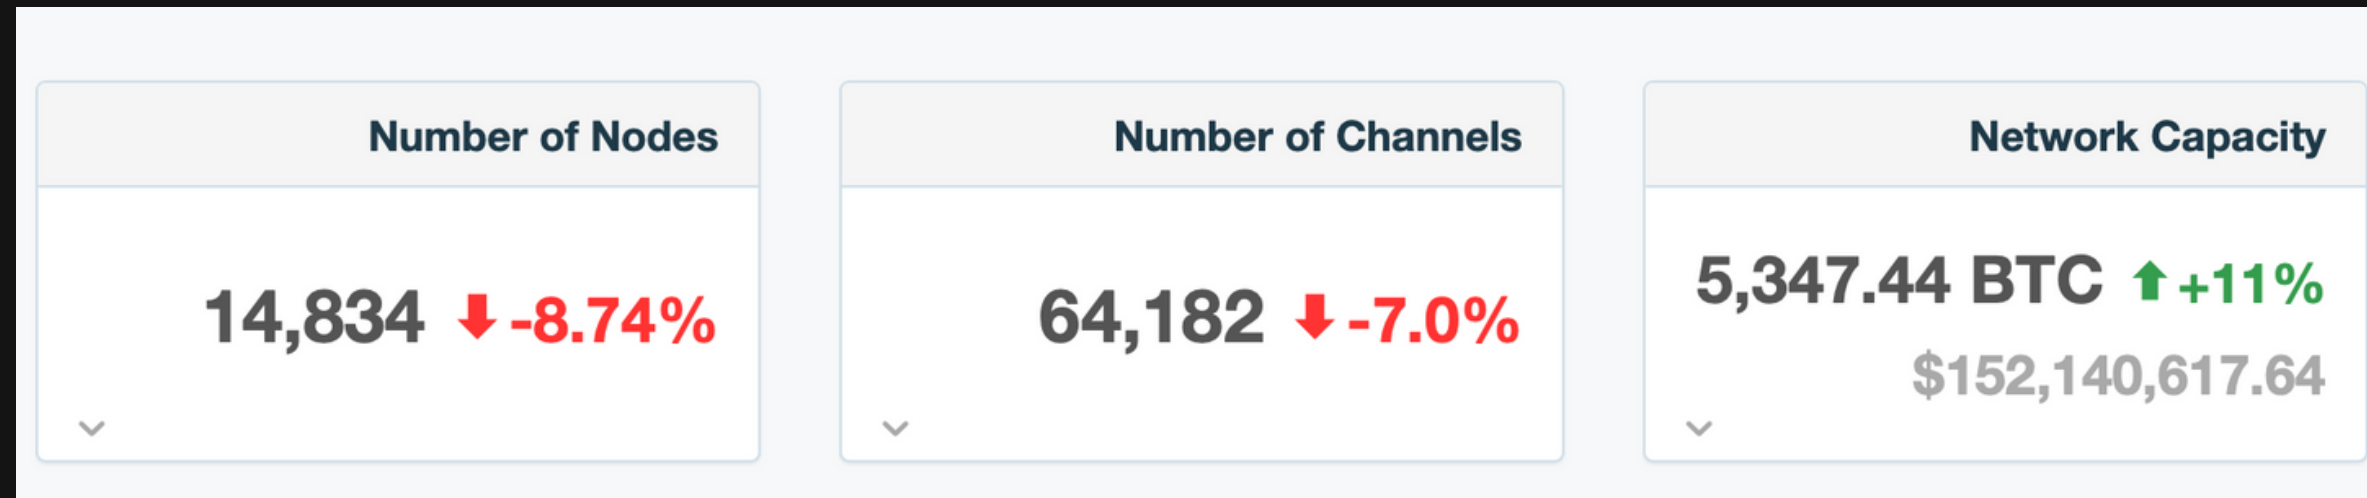 Number of Nodes
14,834 -8.74%
Number of Channels
64,182 -7.0%
Network Capacity
5,347.44 BTC +11%
$152,140,617.64